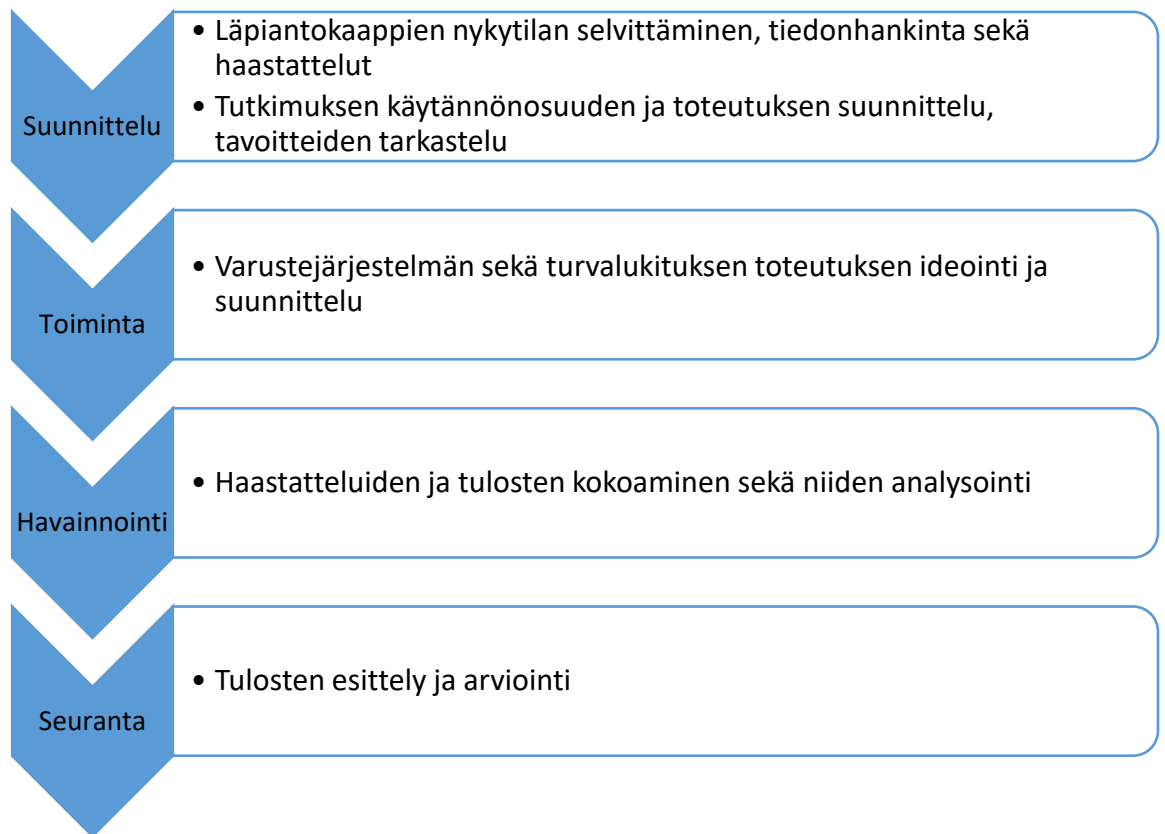 Suunnittelu
• Läpiantokaappien nykytilan selvittäminen, tiedonhankinta sekä
haastattelut
• Tutkimuksen käytännönosuuden ja toteutuksen suunnittelu,
tavoitteiden tarkastelu
Toiminta
• Varustejärjestelmän sekä turvalukituksen toteutuksen ideointi ja
suunnittelu
Havainnointi
• Haastatteluiden ja tulosten kokoaminen sekä niiden analysointi
Seuranta
• Tulosten esittely ja arviointi